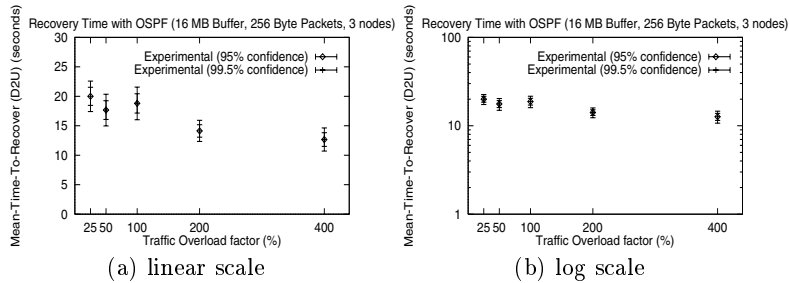 Recovery Time with OSPF (16 MB Buffer, 256 Byte Packets, 3 nodes)
Mean-Time-To-Recover (D2U) (seconds)
30
25
20
15
10
5
0
Experimental (95% confidence)
Experimental (99.5% confidence)
25 50 100 200 400
Traffic Overload factor (%)
(a) linear scale
Recovery Time with OSPF (16 MB Buffer, 256 Byte Packets, 3 nodes)
Mean-Time-To-Recover (D2U) (seconds)
100
10
1
Experimental (95% confidence)
Experimental (99.5% confidence)
25 50 100 200 400
Traffic Overload factor (%)
(b) log scale